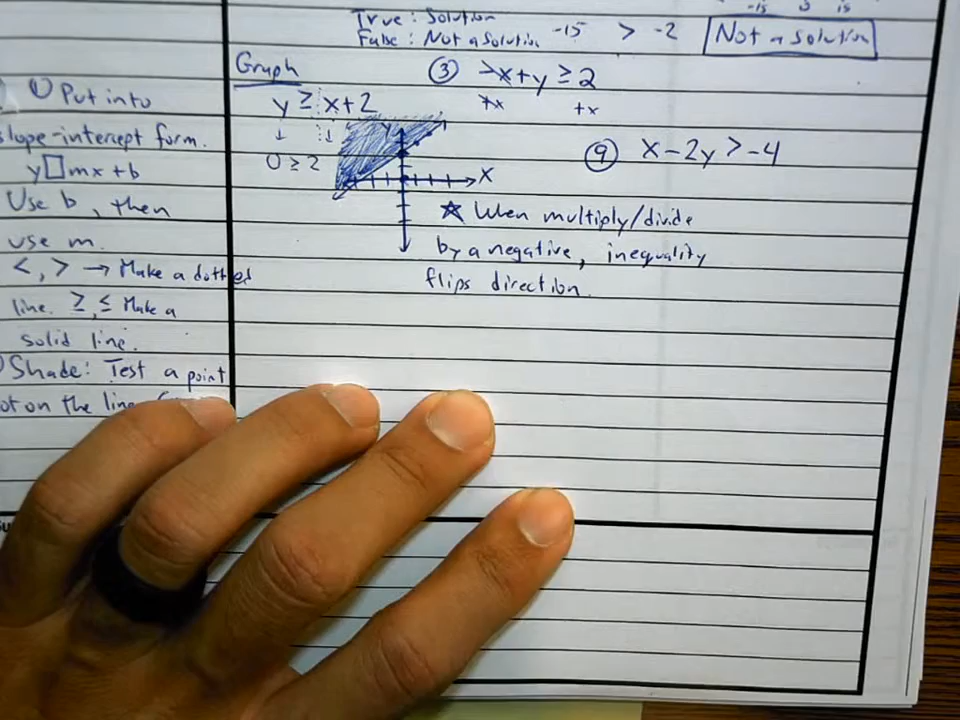 -15 is
True: Solution
False: Not a Solution -15 > -2 Not a solution
Graph
③ -x+y ≥ 2
+x +x
y ≥ x+2
↓ ↓
0 ≥ 2
X
⑨ x-2y > -4
☆ When multiply/divide
by a negative, inequality
flips direction.
① Put into
slope-intercept form.
y□mx+b
Use b, then
use m.
<, > → Make a dotted
line. ≥, ≤ Make a
solid line.
Shade: Test a point
not on the line.